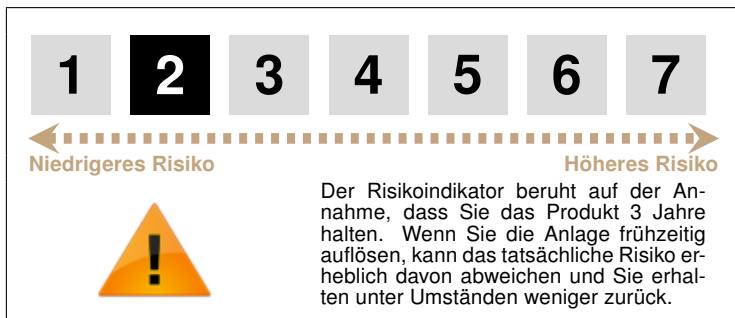 1 2 3 4 5 6 7
Niedrigeres Risiko Höheres Risiko
!
Der Risikoindikator beruht auf der An-
nahme, dass Sie das Produkt 3 Jahre
halten. Wenn Sie die Anlage frühzeitig
auflösen, kann das tatsächliche Risiko er-
heblich davon abweichen und Sie erhal-
ten unter Umständen weniger zurück.